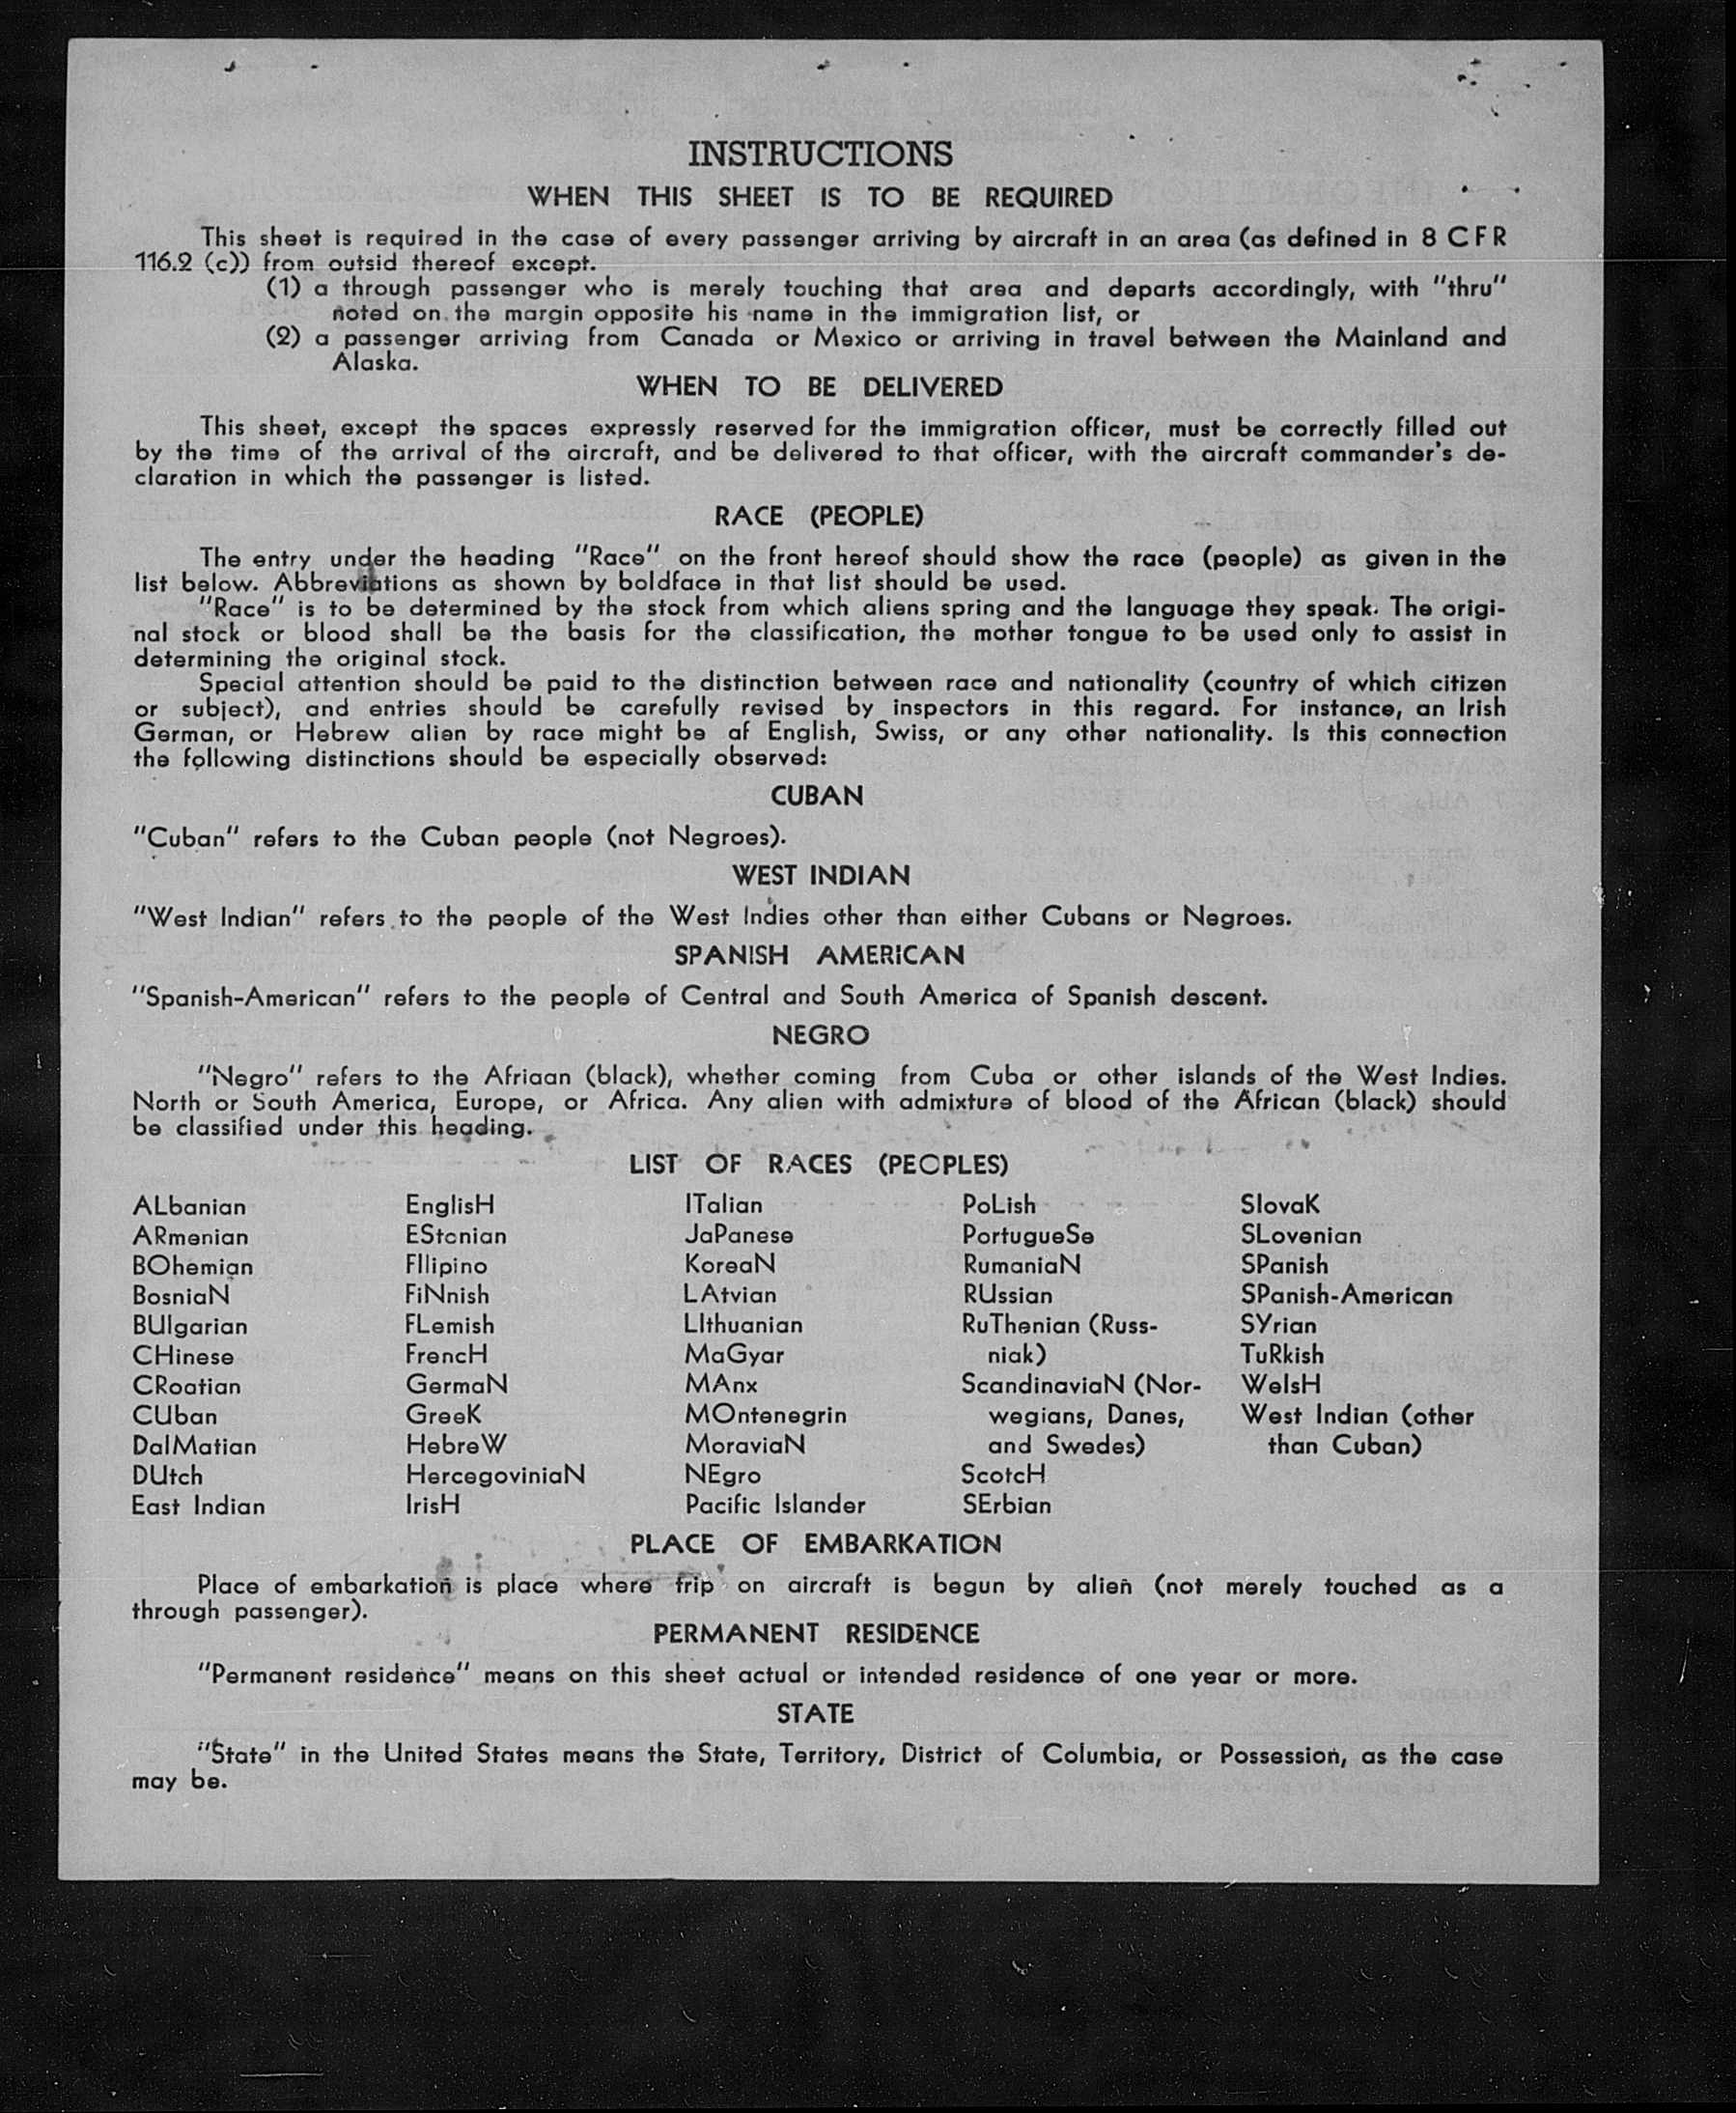 INSTRUCTIONS
WHEN THIS SHEET IS TO BE REQUIRED
This sheet is required in the case of every passenger arriving by aircraft in an area (as defined in 8 CFR
116.2 (c)) from outsid thereof except.
(1) a through passenger who is merely touching that area and departs accordingly, with "thru"
noted on the margin opposite his name in the immigration list, or
(2) a passenger arriving from Canada or Mexico or arriving in travel between the Mainland and
Alaska.
WHEN TO BE DELIVERED
This sheet, except the spaces expressly reserved for the immigration officer, must be correctly filled out
by the time of the arrival of the aircraft, and be delivered to that officer, with the aircraft commander's de-
claration in which the passenger is listed.
RACE (PEOPLE)
The entry under the heading "Race" on the front hereof should show the race (people) as given in the
list below. Abbreviations as shown by boldface in that list should be used.
"Race" is to be determined by the stock from which aliens spring and the language they speak. The origi-
nal stock or blood shall be the basis for the classification, the mother tongue to be used only to assist in
determining the original stock.
Special attention should be paid to the distinction between race and nationality (country of which citizen
or subject), and entries should be carefully revised by inspectors in this regard. For instance, an Irish
German, or Hebrew alien by race might be af English, Swiss, or any other nationality. Is this connection
the following distinctions should be especially observed:
CUBAN
"Cuban" refers to the Cuban people (not Negroes).
WEST INDIAN
"West Indian" refers to the people of the West Indies other than either Cubans or Negroes.
SPANISH AMERICAN
"Spanish-American" refers to the people of Central and South America of Spanish descent.
NEGRO
"Negro" refers to the Afriaan (black), whether coming from Cuba or other islands of the West Indies.
North or South America, Europe, or Africa. Any alien with admixture of blood of the African (black) should
be classified under this heading.
LIST OF RACES (PEOPLES)
ALbanian
ARmenian
BOhemian
BosniaN
BUlgarian
CHinese
CRoatian
CUban
DalMatian
DUtch
East Indian
EnglisH
EStonian
FIlipino
FiNnish
FLemish
FrencH
GermaN
GreeK
HebreW
HercegoviniaN
IrisH
ITalian
JaPanese
KoreaN
LAtvian
LIthuanian
MaGyar
MAnx
MOntenegrin
MoraviaN
NEgro
Pacific Islander
PoLish
PortugueSe
RumaniaN
RUssian
RuThenian (Russ-
niak)
ScandinaviaN (Nor-
wegians, Danes,
and Swedes)
ScotcH
SErbian
SlovaK
SLovenian
SPanish
SPanish-American
SYrian
TuRkish
WelsH
West Indian (other
than Cuban)
PLACE OF EMBARKATION
Place of embarkation is place where trip on aircraft is begun by alien (not merely touched as a
through passenger).
PERMANENT RESIDENCE
"Permanent residence" means on this sheet actual or intended residence of one year or more.
STATE
"State" in the United States means the State, Territory, District of Columbia, or Possession, as the case
may be.